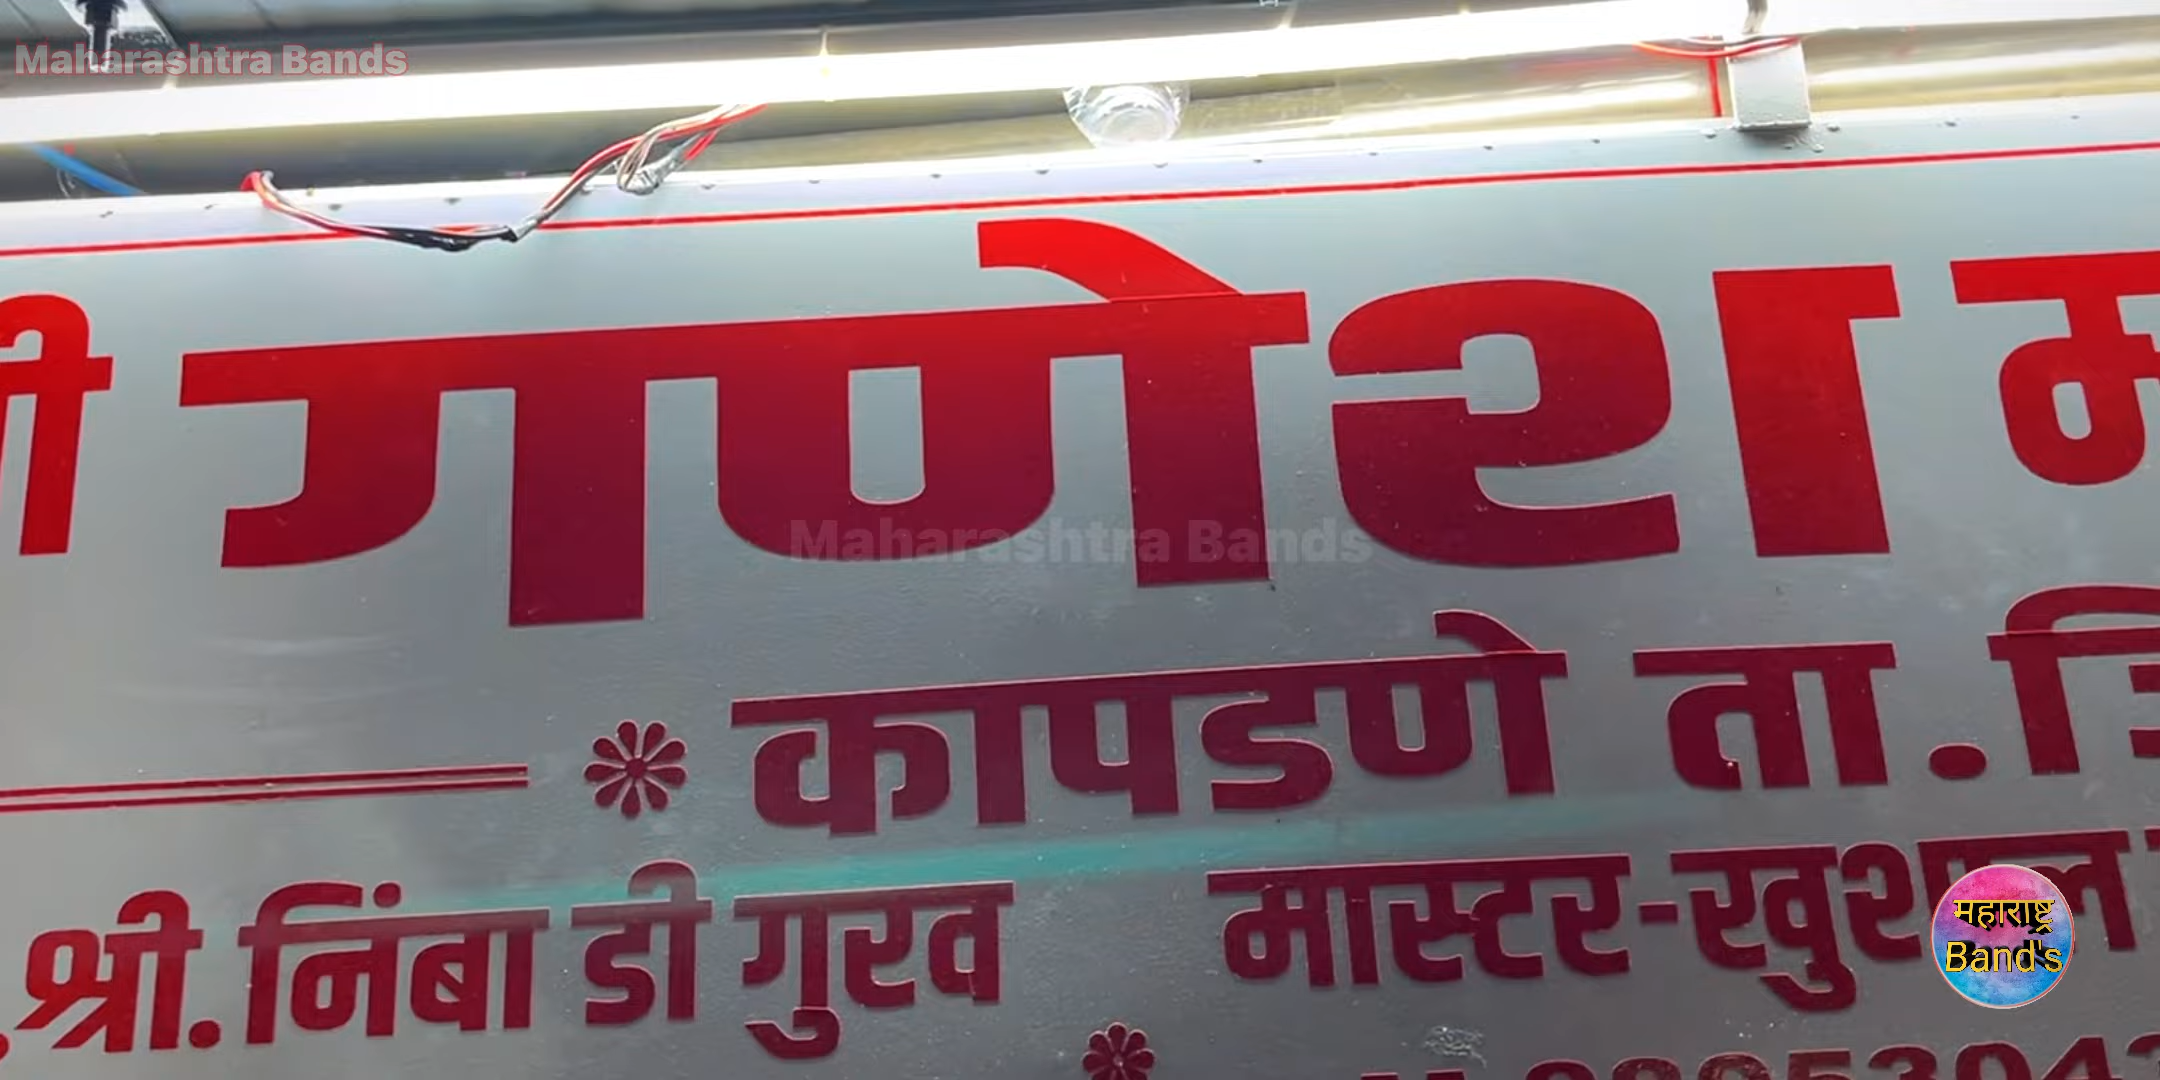 Maharashtra Bands
गणेश
Maharashtra Bands
कापडणे ता.
श्री.निंबा डी गुरव मास्टर-खुशाल
महाराष्ट्र
Band's